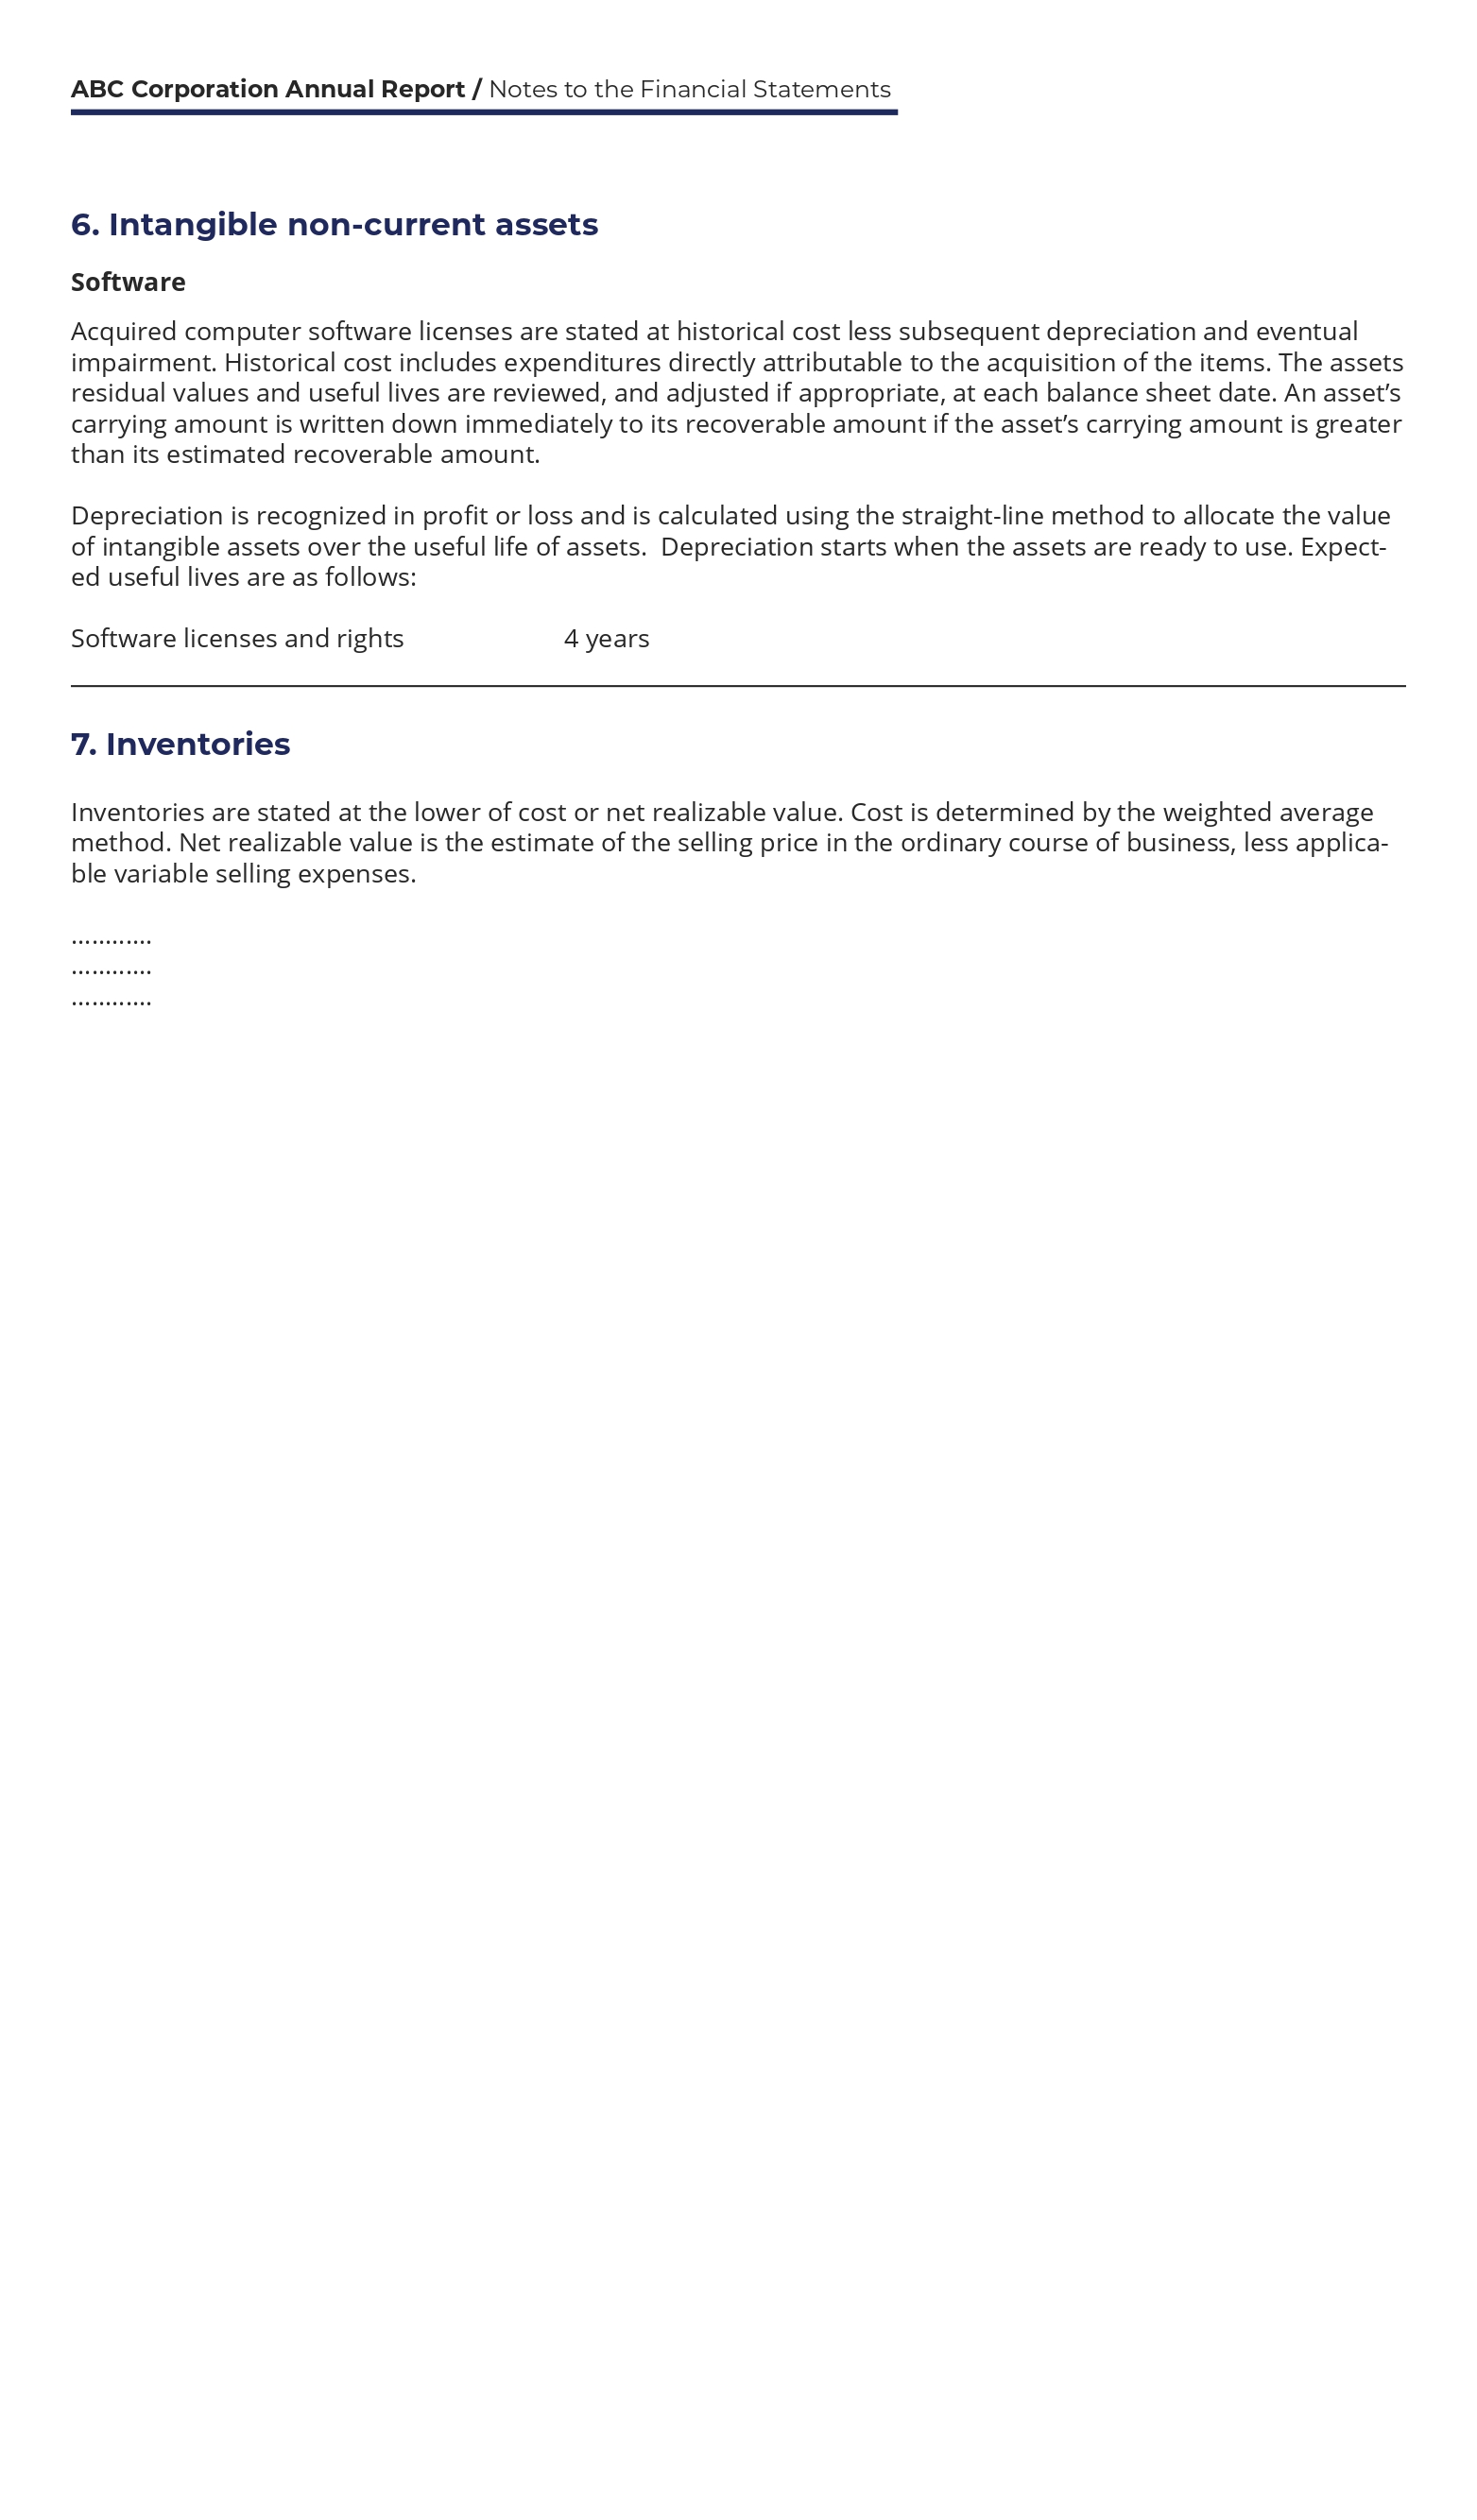 ABC Corporation Annual Report / Notes to the Financial Statements
6. Intangible non-current assets
Software
Acquired computer software licenses are stated at historical cost less subsequent depreciation and eventual
impairment. Historical cost includes expenditures directly attributable to the acquisition of the items. The assets
residual values and useful lives are reviewed, and adjusted if appropriate, at each balance sheet date. An asset’s
carrying amount is written down immediately to its recoverable amount if the asset’s carrying amount is greater
than its estimated recoverable amount.
Depreciation is recognized in profit or loss and is calculated using the straight-line method to allocate the value
of intangible assets over the useful life of assets.  Depreciation starts when the assets are ready to use. Expect-
ed useful lives are as follows:
Software licenses and rights 4 years
7. Inventories
Inventories are stated at the lower of cost or net realizable value. Cost is determined by the weighted average
method. Net realizable value is the estimate of the selling price in the ordinary course of business, less applica-
ble variable selling expenses.
............
............
............